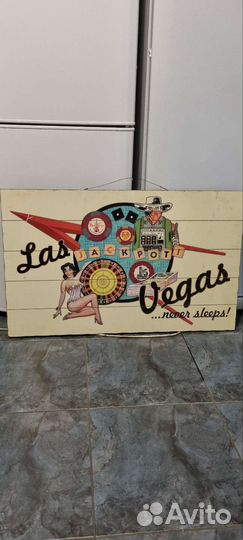 Las
JACKPOT!
Vegas
...never sleeps!
Avito